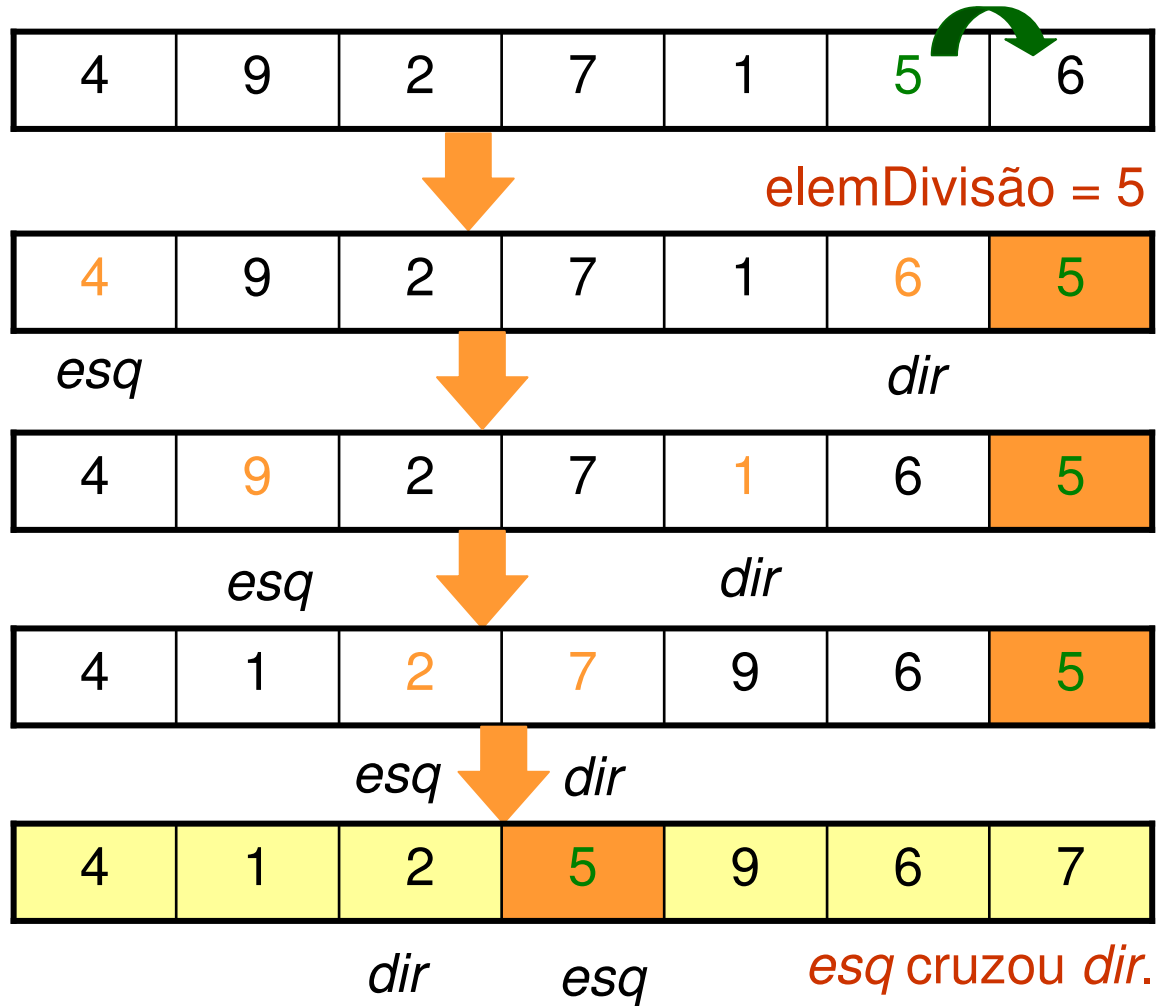 4 9 2 7 1 5 6
elemDivisão = 5
4 9 2 7 1 6 5
esq dir
4 9 2 7 1 6 5
esq dir
4 1 2 7 9 6 5
esq dir
4 1 2 5 9 6 7
dir esq esq cruzou dir.